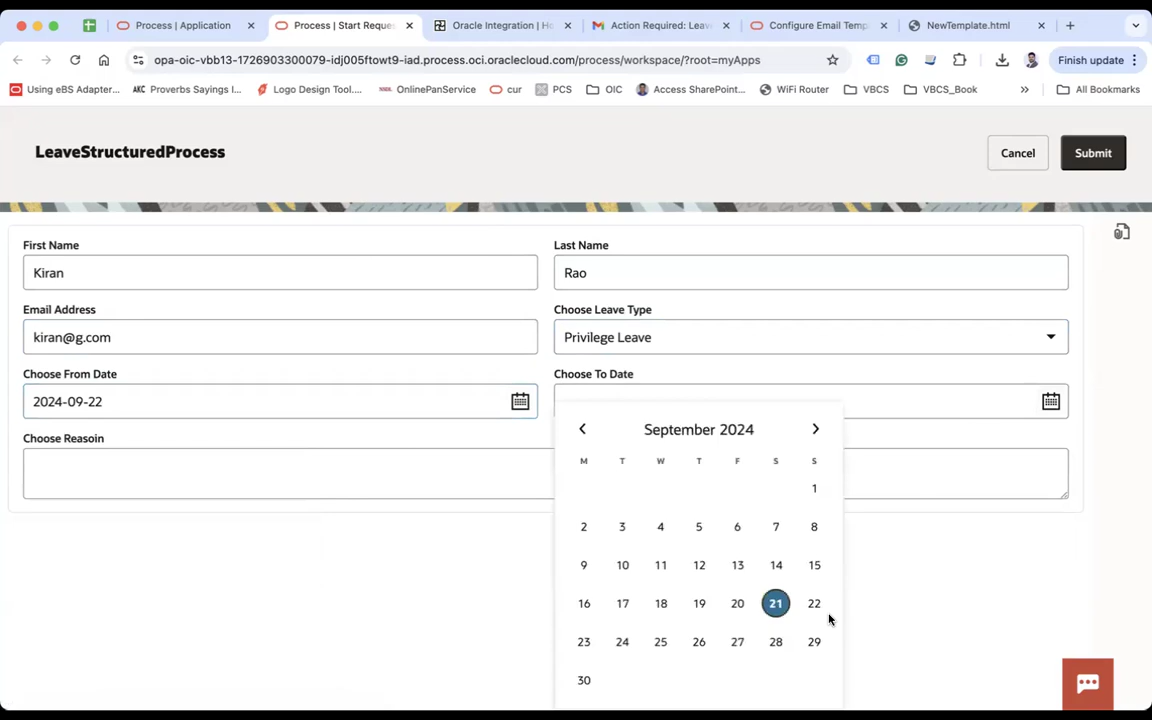 Process | Application
Process | Start Reques
Oracle Integration | Ho
Action Required: Leav
Configure Email Temp
NewTemplate.html
opa-oic-vbb13-1726903300079-idj005ftowt9-iad.process.oci.oraclecloud.com/process/workspace/?root=myApps
Finish update
Using eBS Adapter...
AKC Proverbs Sayings I...
Logo Design Tool....
OnlinePanService
cur
PCS
OIC
Access SharePoint...
WiFi Router
VBCS
VBCS_Book
All Bookmarks
LeaveStructuredProcess
Cancel
Submit
First Name
Last Name
Kiran
Rao
Email Address
Choose Leave Type
kiran@g.com
Privilege Leave
Choose From Date
Choose To Date
2024-09-22
Choose Reasoin
September 2024
M T W T F S S
1
2 3 4 5 6 7 8
9 10 11 12 13 14 15
16 17 18 19 20 21 22
23 24 25 26 27 28 29
30